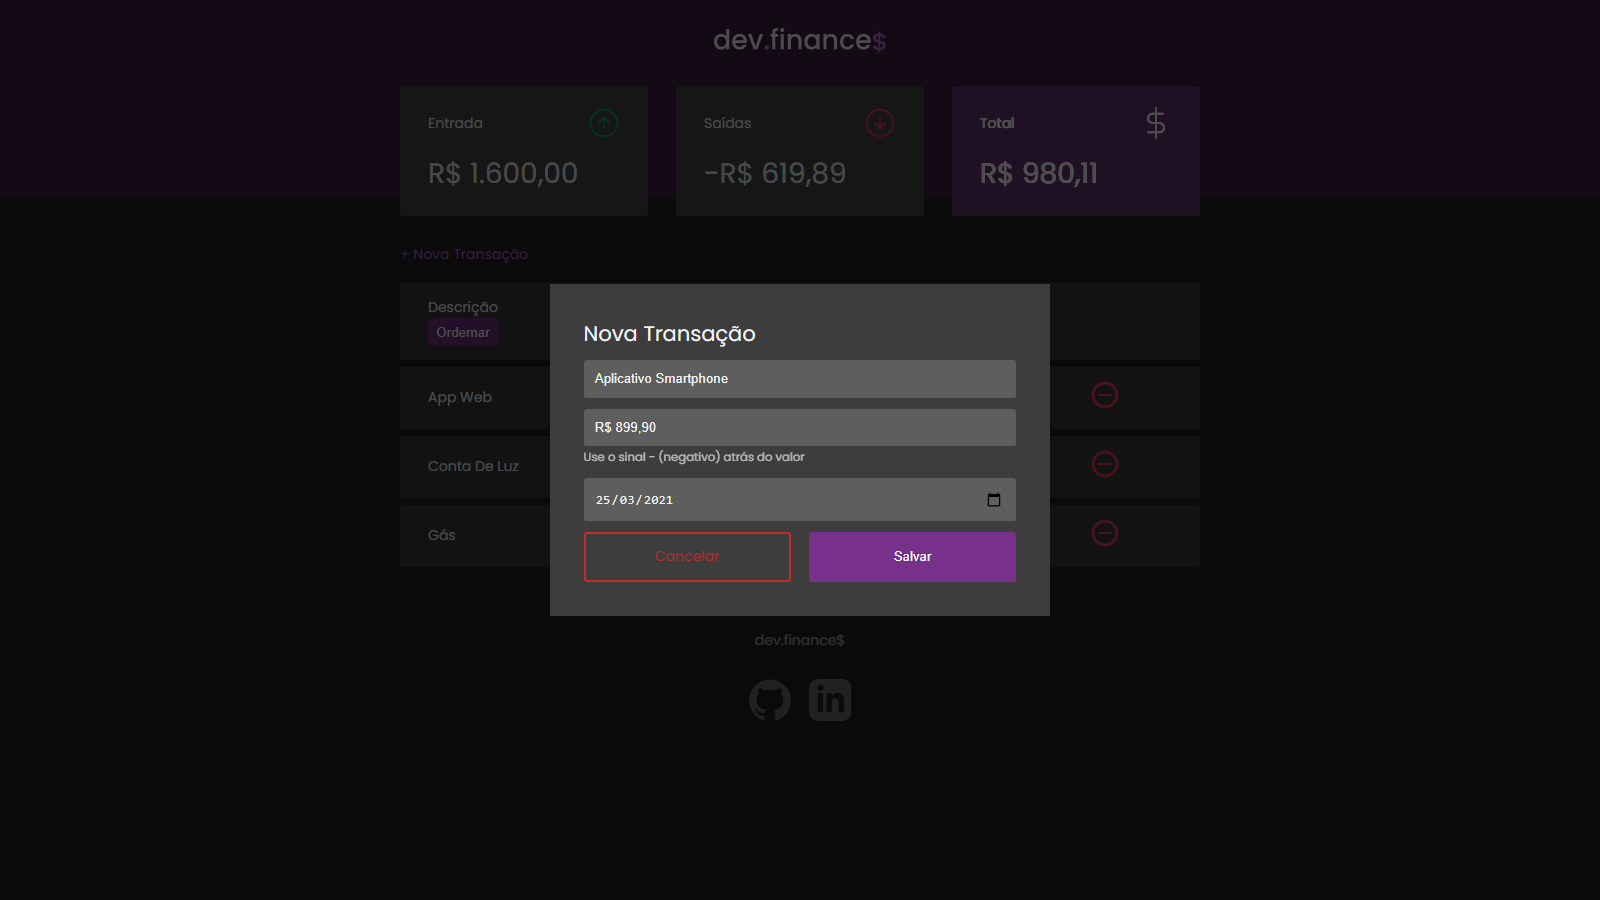 dev.finance$
Entrada
R$ 1.600,00
Saídas
-R$ 619,89
Total
R$ 980,11
+ Nova Transação
Descrição
Ordernar
App Web
Conta De Luz
Gás
Nova Transação
Aplicativo Smartphone
R$ 899,90
Use o sinal - (negativo) atrás do valor
25/03/2021
Cancelar
Salvar
dev.finance$
in